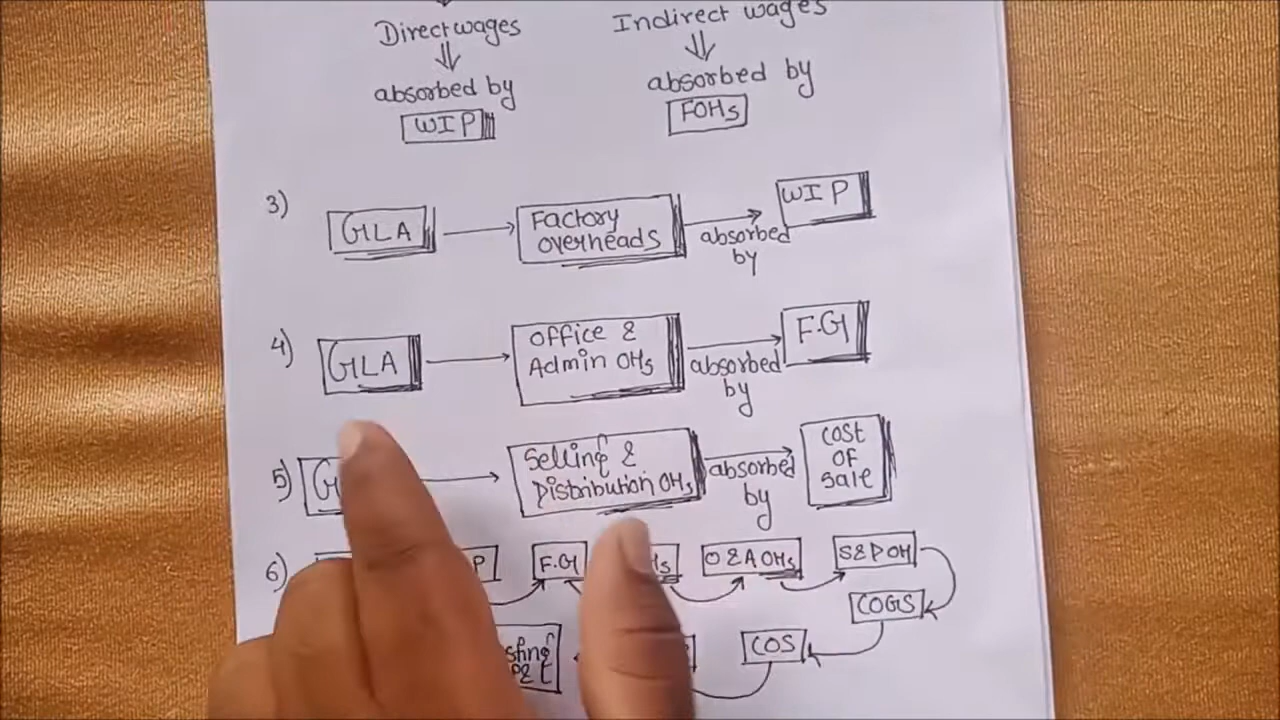 Direct wages
Indirect wages
absorbed by
absorbed by
WIP
FOHs
3)
GLA
Factory
overheads
absorbed
by
WIP
4)
GLA
Office &
Admin OHs
absorbed
by
F.G
5)
G
Selling &
Distribution OHs
absorbed
by
Cost
OF
Sale
6)
P
F.G
Hs
O & A OHs
S & D OH
COGS
COS